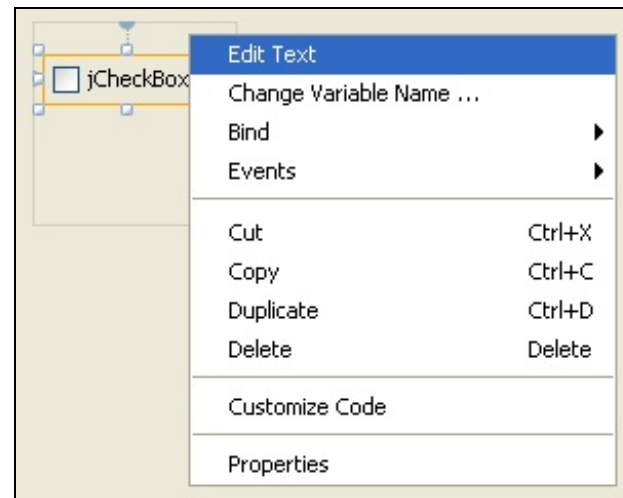 jCheckBox
Edit Text
Change Variable Name ...
Bind
Events
Cut Ctrl+X
Copy Ctrl+C
Duplicate Ctrl+D
Delete Delete
Customize Code
Properties